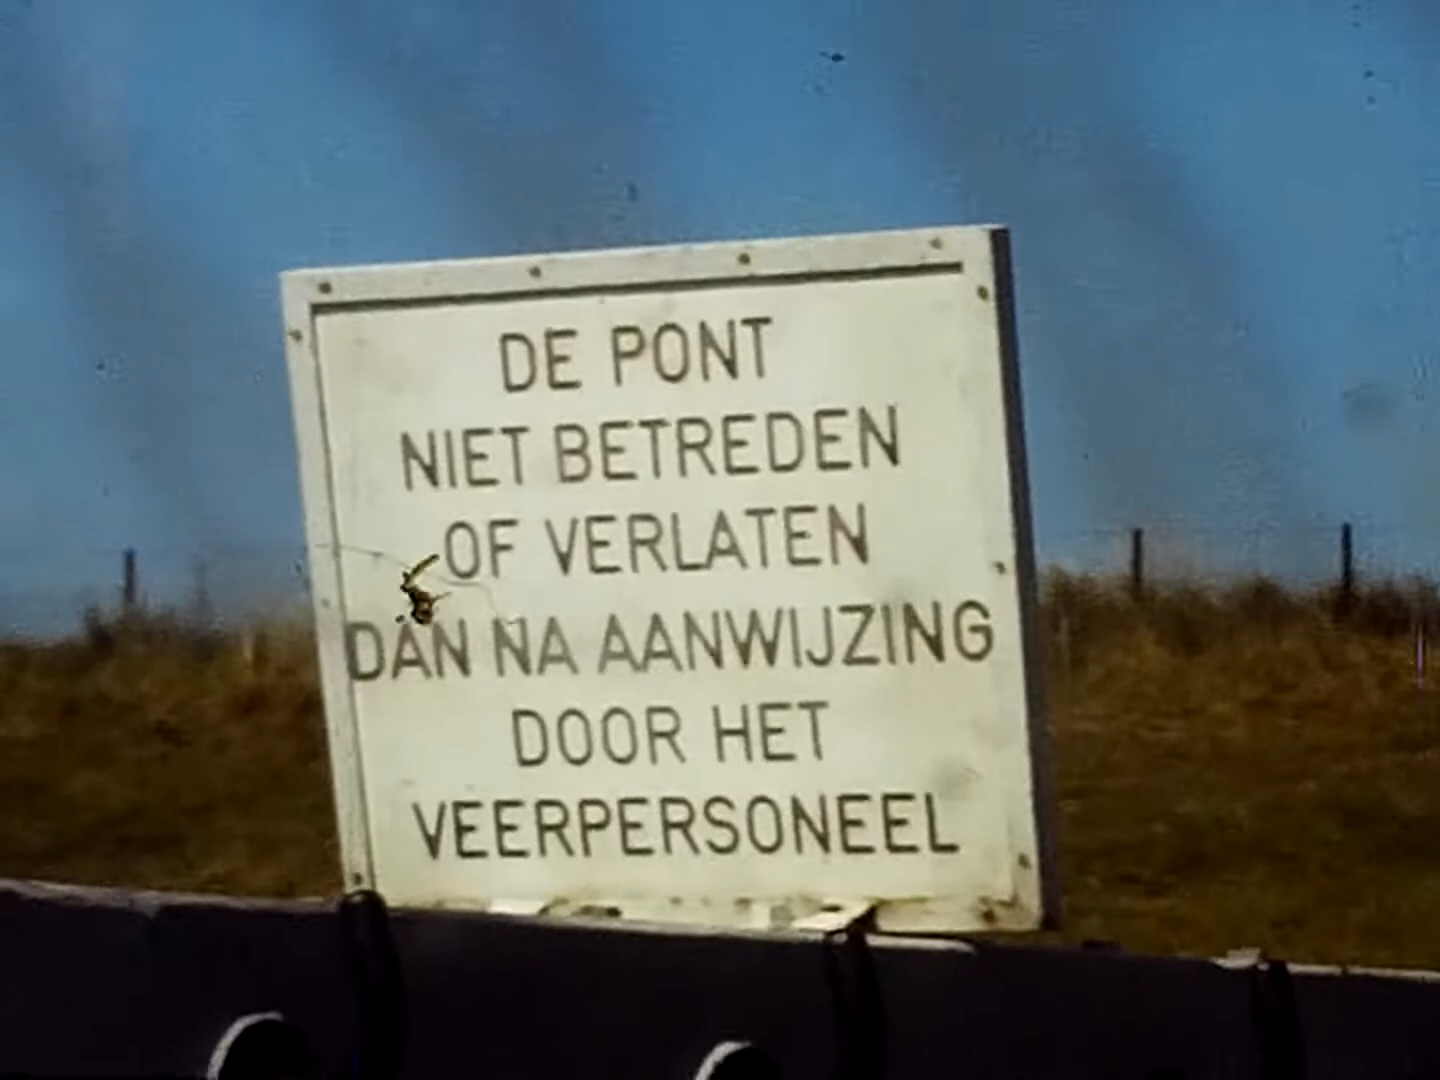 DE PONT
NIET BETREDEN
OF VERLATEN
DAN NA AANWIJZING
DOOR HET
VEERPERSONEEL